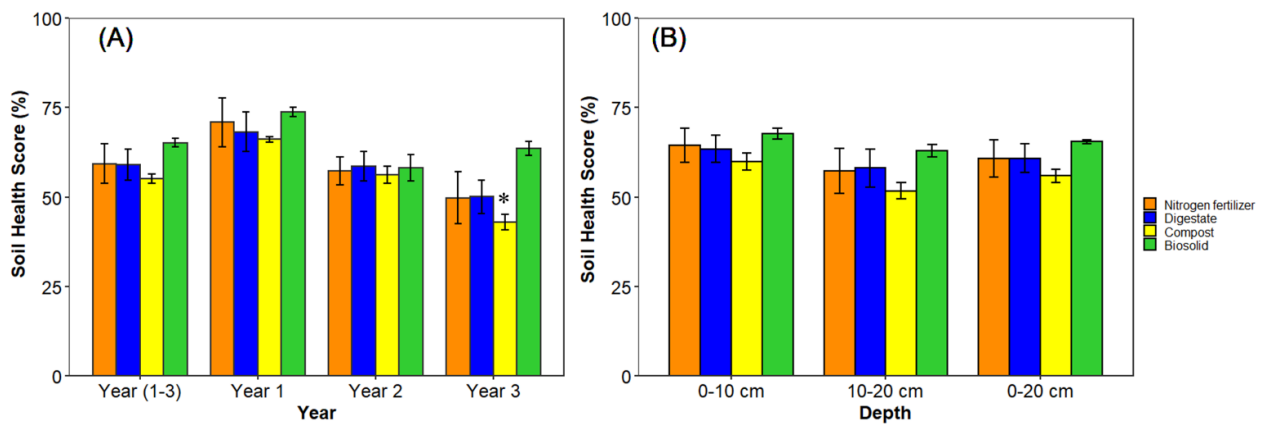 (A)
100
75
50
25
0
Soil Health Score (%)
*
Year (1-3) Year 1 Year 2 Year 3
Year
(B)
100
75
50
25
0
Soil Health Score (%)
0-10 cm 10-20 cm 0-20 cm
Depth
Nitrogen fertilizer
Digestate
Compost
Biosolid